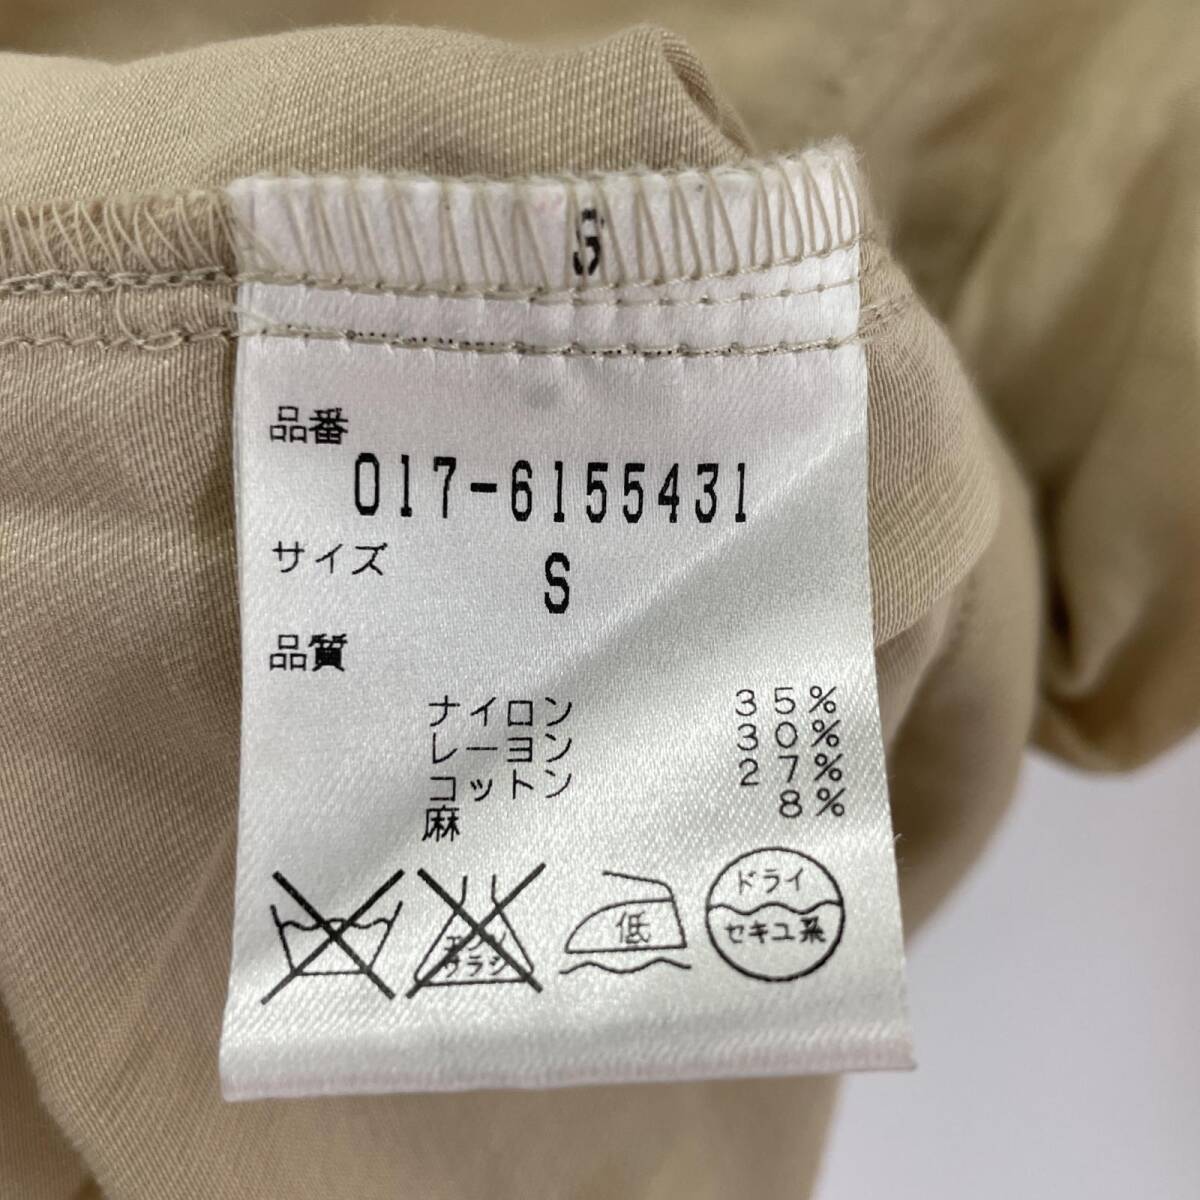 S
品番
017-6155431
サイズ
S
品質
ナイロン 35%
レーヨン 30%
コットン 27%
麻 8%
エンソ
サラシ
低
ドライ
セキユ系